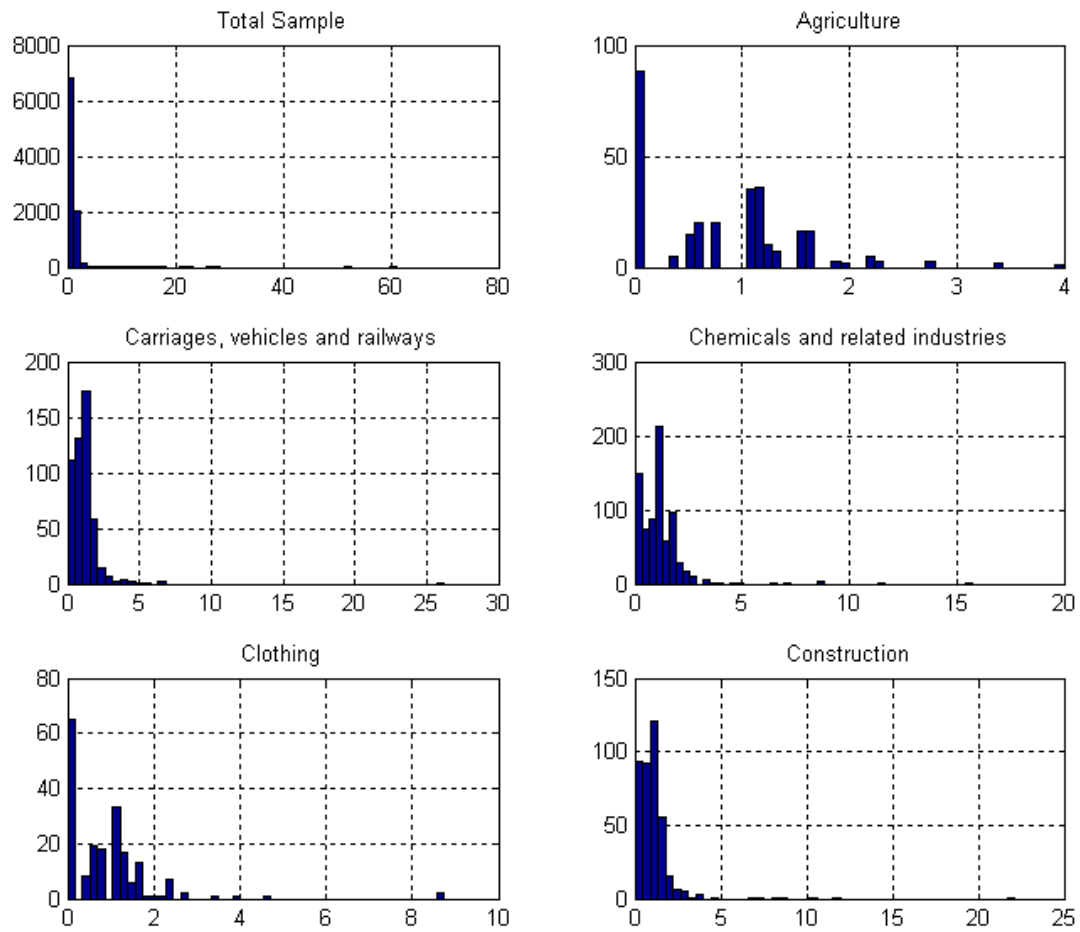 Total Sample
8000
6000
4000
2000
0
0 20 40 60 80
Agriculture
100
50
0
0 1 2 3 4
Carriages, vehicles and railways
200
150
100
50
0
0 5 10 15 20 25 30
Chemicals and related industries
300
200
100
0
0 5 10 15 20
Clothing
80
60
40
20
0
0 2 4 6 8 10
Construction
150
100
50
0
0 5 10 15 20 25